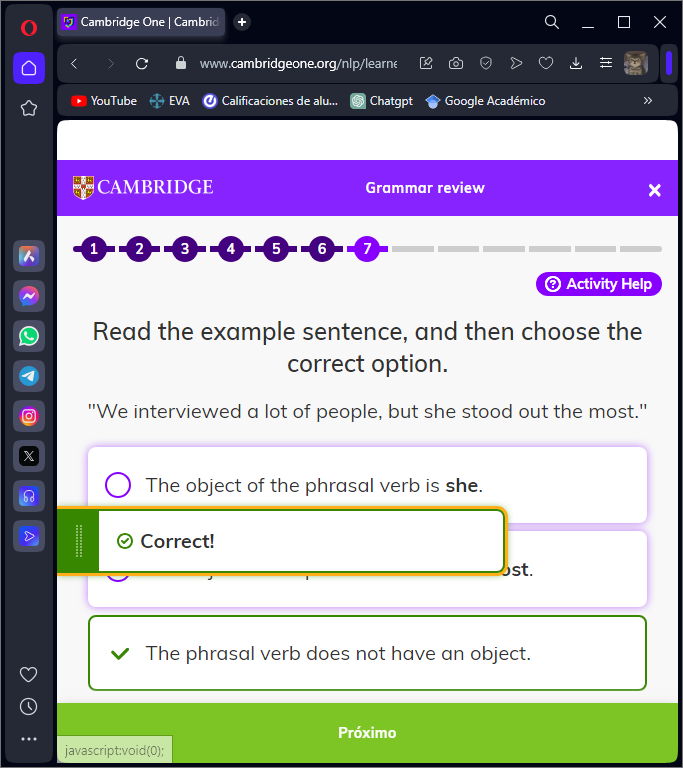 Cambridge One | Cambrid
www.cambridgeone.org/nlp/learne
YouTube
EVA
Calificaciones de alu...
Chatgpt
Google Académico
»
CAMBRIDGE
Grammar review
1 2 3 4 5 6 7
Activity Help
Read the example sentence, and then choose the
correct option.
"We interviewed a lot of people, but she stood out the most."
The object of the phrasal verb is she.
Correct!
ost.
The phrasal verb does not have an object.
Próximo
javascript:void(0);